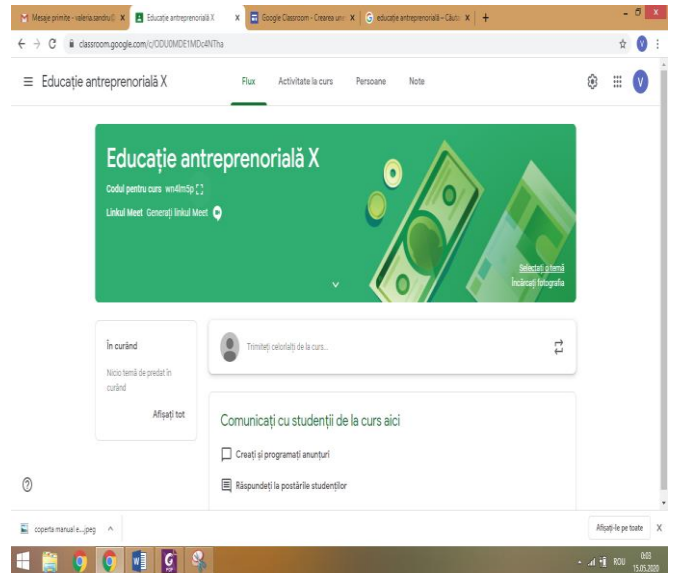 Mesaje primite - valeria.sandru
Educație antreprenorială X
Google Classroom - Crearea un
educație antreprenorială - Cău
classroom.google.com/c/ODU0MDE1MDc4NTha
V
Educație antreprenorială X
Flux
Activitate la curs
Persoane
Note
V
Educație antreprenorială X
Codul pentru curs wn4lm5p
Linkul Meet Generați linkul Meet
Selectați o temă
Încărcați fotografia
În curând
Nicio temă de predat în
curând
Afișați tot
Trimiteți celorlalți de la curs...
Comunicați cu studenții de la curs aici
Creați și programați anunțuri
Răspundeți la postările studenților
coperta manual e....jpeg
Afișați-le pe toate
ROU
0:03
15.05.2020